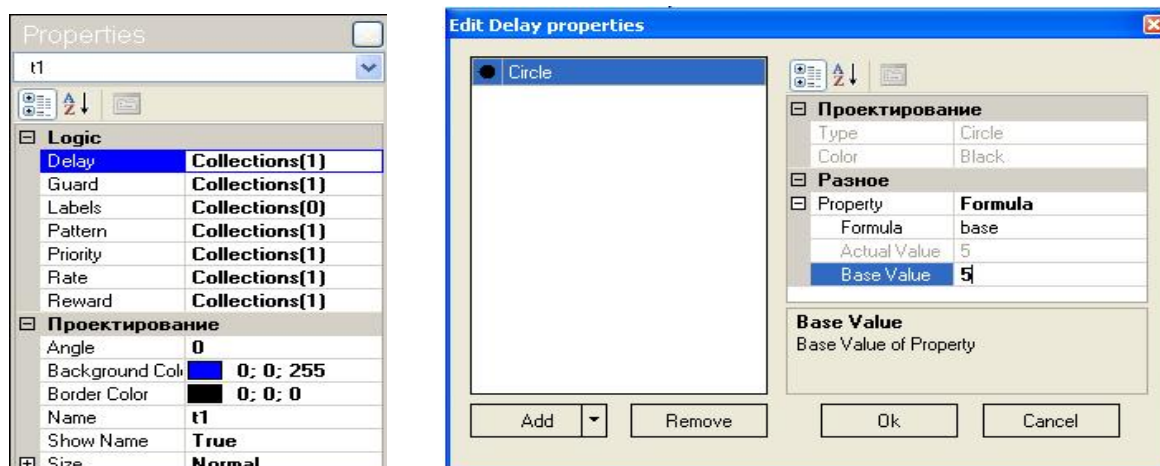 Properties
t1
Logic
Delay Collections(1)
Guard Collections(1)
Labels Collections(0)
Pattern Collections(1)
Priority Collections(1)
Rate Collections(1)
Reward Collections(1)
Проектирование
Angle 0
Background Col 0; 0; 255
Border Color 0; 0; 0
Name t1
Show Name True
Size Normal
Edit Delay properties
Circle
Проектирование
Type Circle
Color Black
Разное
Property Formula
Formula base
Actual Value 5
Base Value 5
Base Value
Base Value of Property
Add Remove Ok Cancel